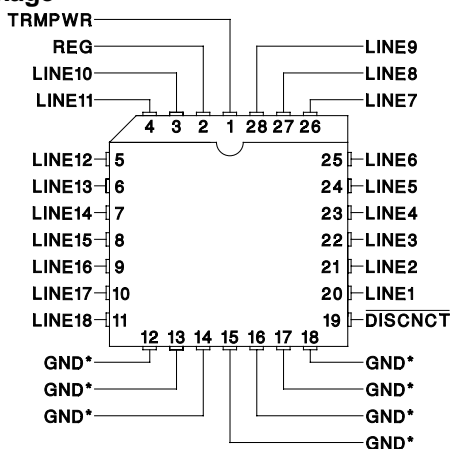 TRMPWR
REG
LINE10
LINE11
LINE9
LINE8
LINE7
4 3 2 1 28 27 26
LINE12 5 25 LINE6
LINE13 6 24 LINE5
LINE14 7 23 LINE4
LINE15 8 22 LINE3
LINE16 9 21 LINE2
LINE17 10 20 LINE1
LINE18 11 19 DISCNCT
12 13 14 15 16 17 18
GND* GND*
GND* GND*
GND* GND*
GND*